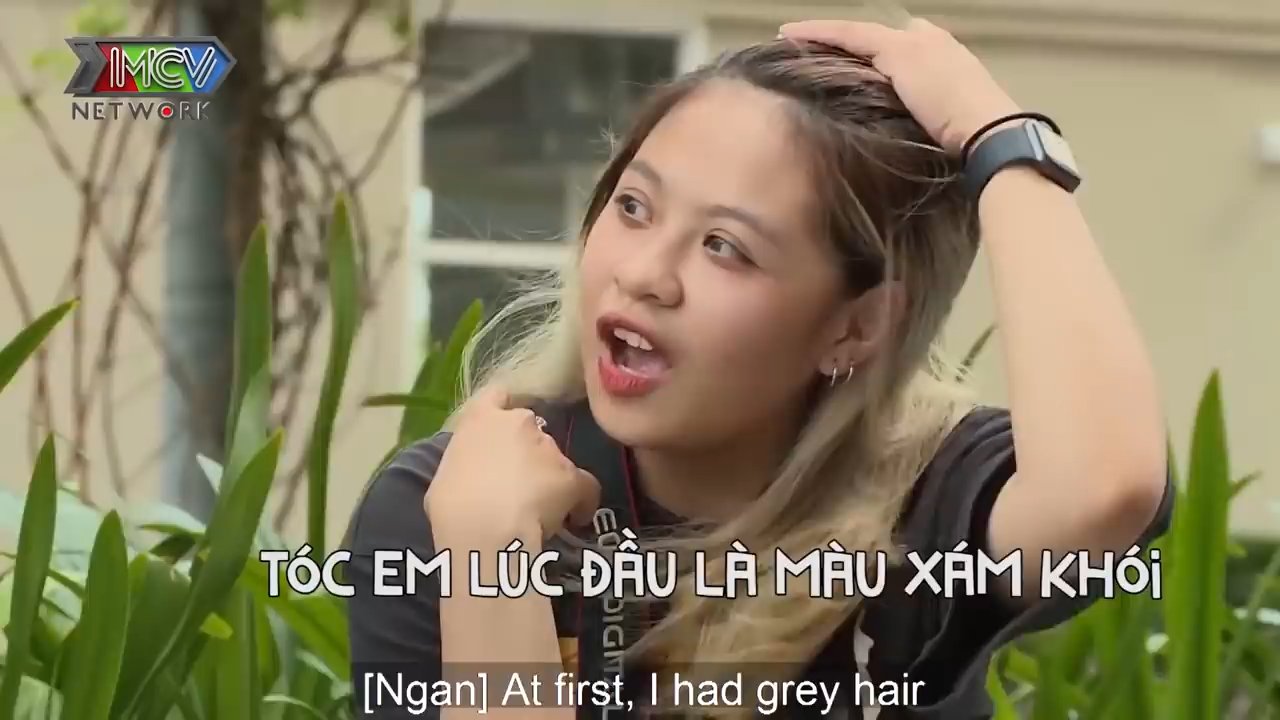 MCV
NETWORK
TÓC EM LÚC ĐẦU LÀ MÀU XÁM KHÓI
[Ngan] At first, I had grey hair